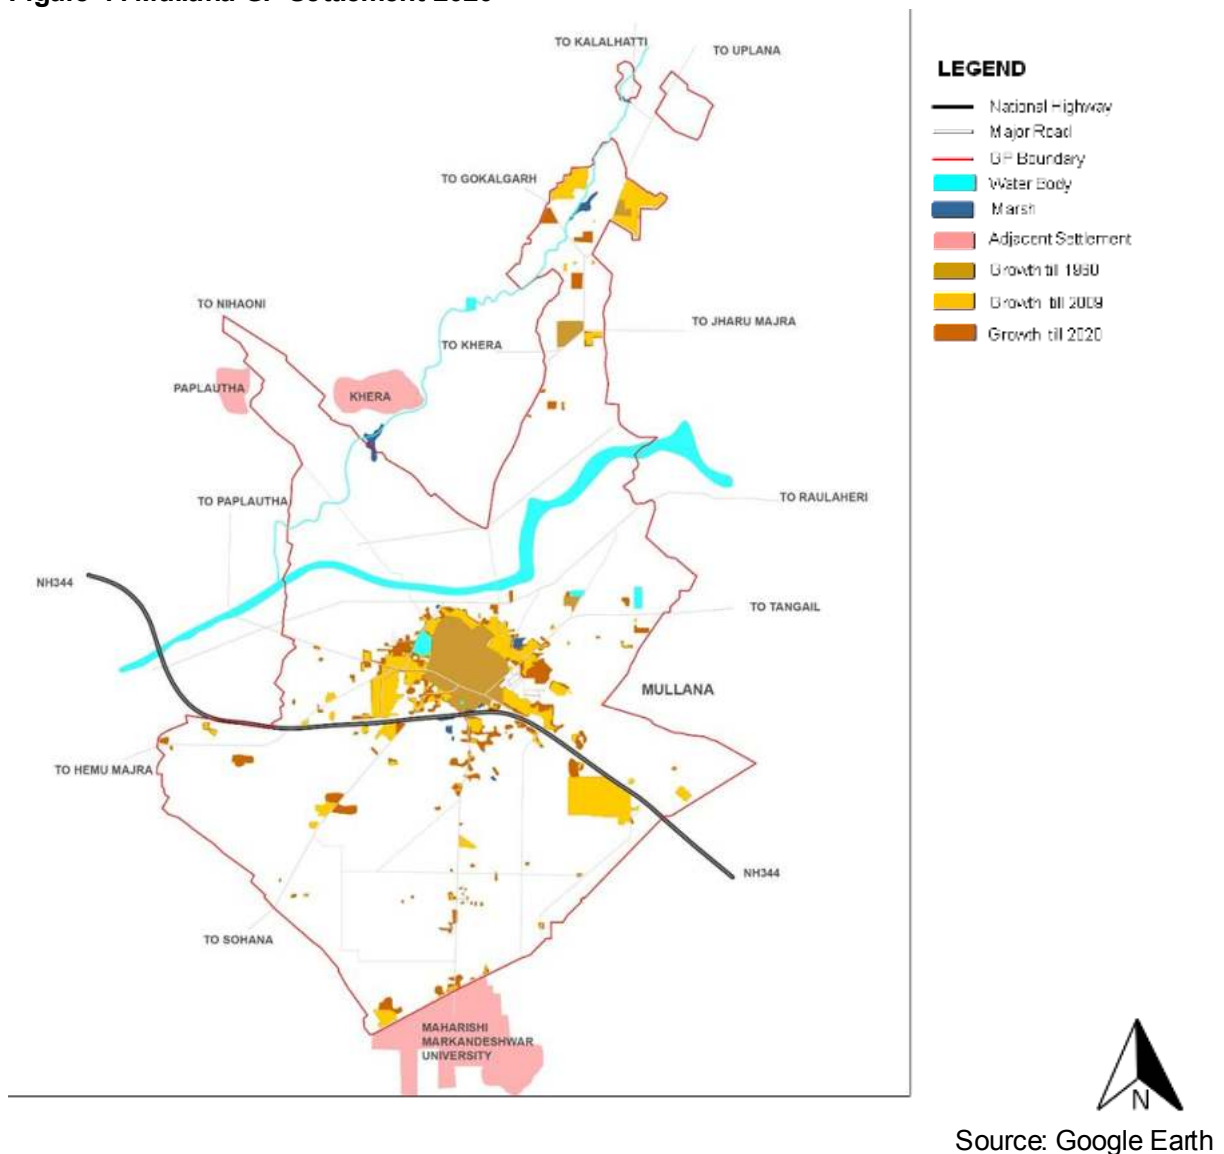 TO KALALHATTI
TO UPLANA
LEGEND
National Highway
Major Road
GP Boundary
Water Body
Marsh
Adjacent Settlement
Growth till 1980
Growth till 2009
Growth till 2020
TO GOKALGARH
TO NIHAONI
TO JHARU MAJRA
TO KHERA
PAPLAUTHA
KHERA
TO PAPLAUTHA
TO RAULAHERI
NH344
TO TANGAIL
MULLANA
TO HEMU MAJRA
NH344
TO SOHANA
MAHARISHI
MARKANDESHWAR
UNIVERSITY
N
Source: Google Earth